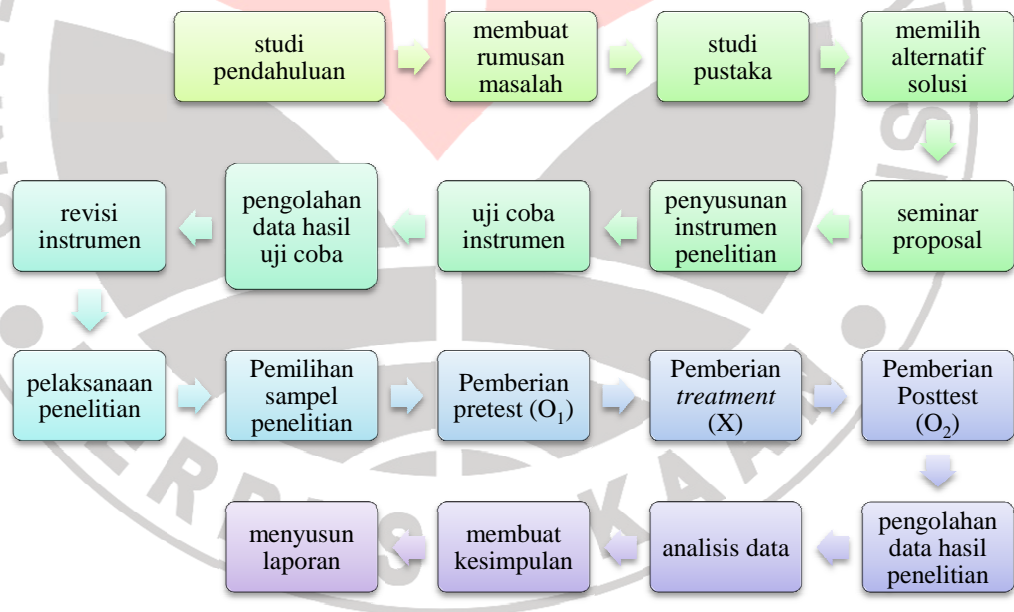 studi
pendahuluan
membuat
rumusan
masalah
studi
pustaka
memilih
alternatif
solusi
seminar
proposal
penyusunan
instrumen
penelitian
uji coba
instrumen
pengolahan
data hasil
uji coba
revisi
instrumen
pelaksanaan
penelitian
Pemilihan
sampel
penelitian
Pemberian
pretest (O₁)
Pemberian
treatment
(X)
Pemberian
Posttest
(O₂)
pengolahan
data hasil
penelitian
analisis data
membuat
kesimpulan
menyusun
laporan